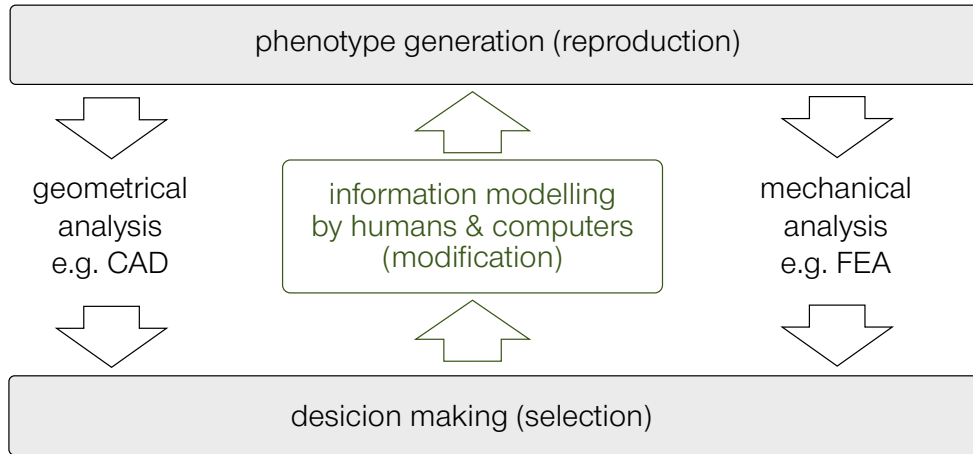 phenotype generation (reproduction)
geometrical
analysis
e.g. CAD
information modelling
by humans & computers
(modification)
mechanical
analysis
e.g. FEA
desicion making (selection)